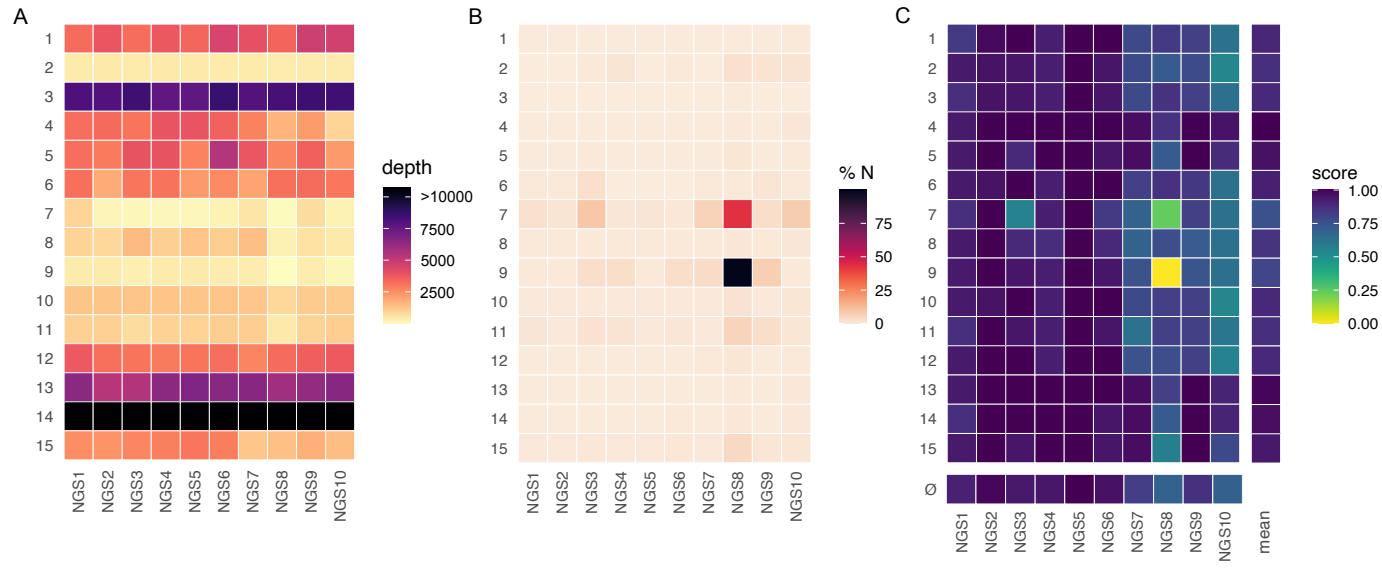 A
1
2
3
4
5
6
7
8
9
10
11
12
13
14
15
NGS1
NGS2
NGS3
NGS4
NGS5
NGS6
NGS7
NGS8
NGS9
NGS10
depth
>10000
7500
5000
2500
B
1
2
3
4
5
6
7
8
9
10
11
12
13
14
15
NGS1
NGS2
NGS3
NGS4
NGS5
NGS6
NGS7
NGS8
NGS9
NGS10
% N
75
50
25
0
C
1
2
3
4
5
6
7
8
9
10
11
12
13
14
15
Ø
NGS1
NGS2
NGS3
NGS4
NGS5
NGS6
NGS7
NGS8
NGS9
NGS10
mean
score
1.00
0.75
0.50
0.25
0.00